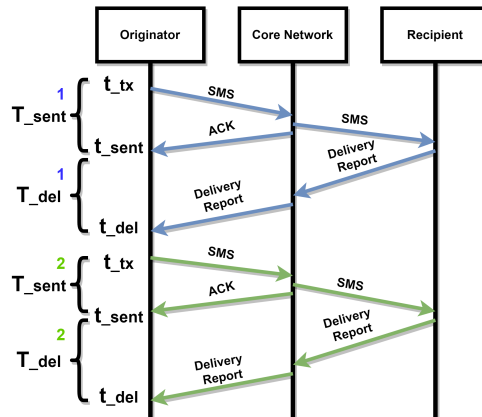 Originator
Core Network
Recipient
t_tx
1
SMS
T_sent
ACK
SMS
t_sent
Delivery
Report
1
T_del
Delivery
Report
t_del
2
t_tx
SMS
T_sent
ACK
SMS
t_sent
Delivery
Report
2
T_del
Delivery
Report
t_del